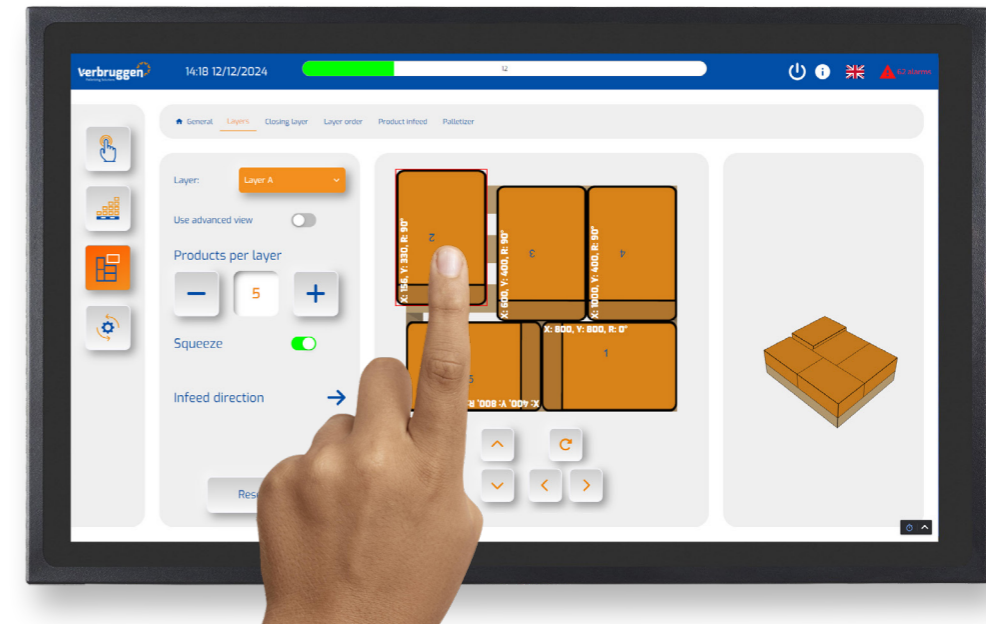 Verbruggen
14:18 12/12/2024
12
62 alarms
General Layers Closing layer Layer order Product infeed Palletizer
Layer:
Layer A
Use advanced view
Products per layer
5
Squeeze
Infeed direction
Rese
2
X: 156, Y: 330, R: 90°
3
X: 600, Y: 400, R: 90°
4
X: 1000, Y: 400, R: 90°
5
X: 400, Y: 800, R:
X: 800, Y: 800, R: 0°
1